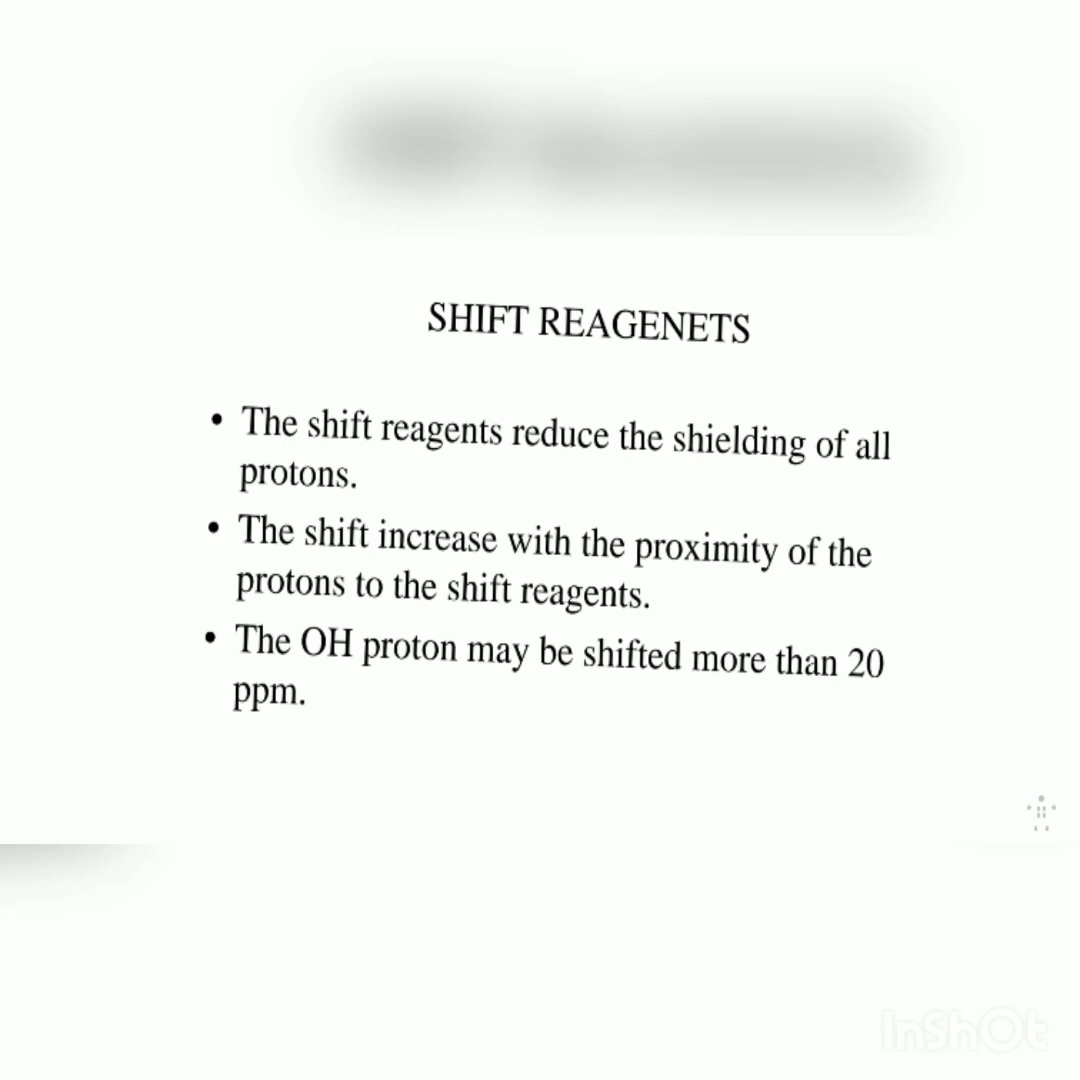 SHIFT REAGENETS
• The shift reagents reduce the shielding of all
protons.
• The shift increase with the proximity of the
protons to the shift reagents.
• The OH proton may be shifted more than 20
ppm.
InShOt